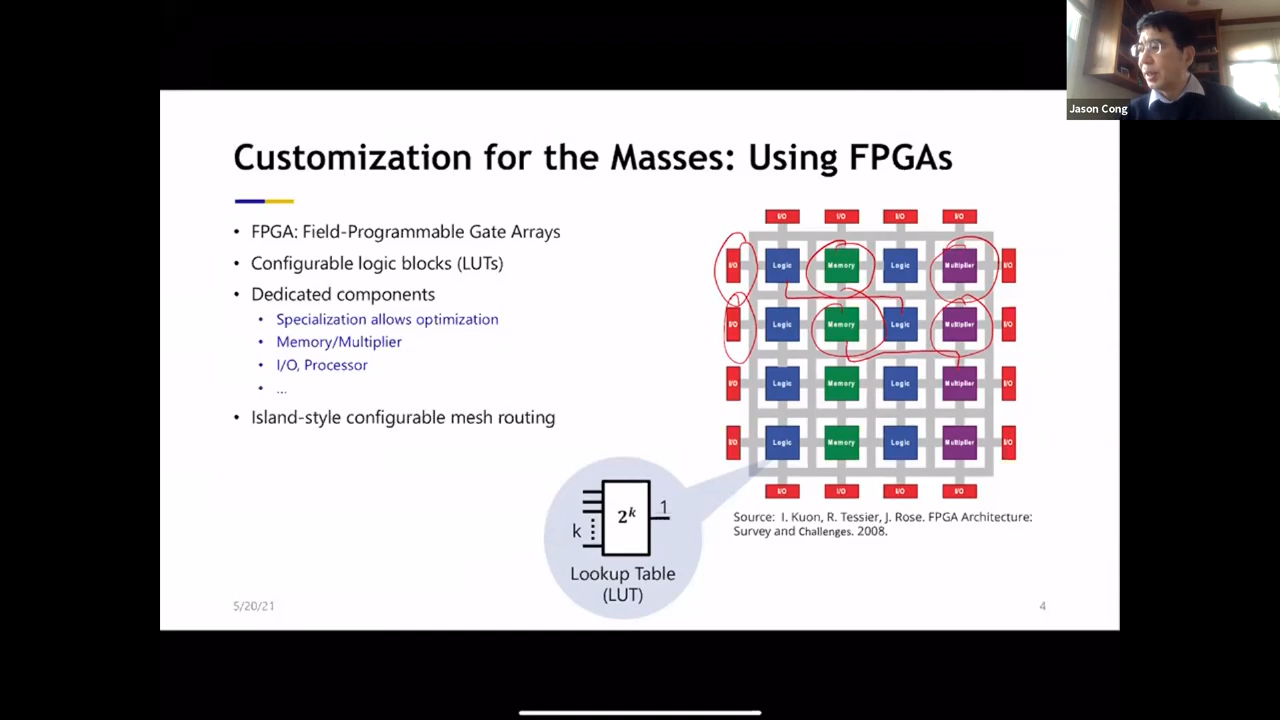 Jason Cong
Customization for the Masses: Using FPGAs
• FPGA: Field-Programmable Gate Arrays
• Configurable logic blocks (LUTs)
• Dedicated components
• Specialization allows optimization
• Memory/Multiplier
• I/O, Processor
• ...
• Island-style configurable mesh routing
I/O I/O I/O I/O
I/O Logic Memory Logic Multiplier I/O
I/O Logic Memory Logic Multiplier I/O
I/O Logic Memory Logic Multiplier I/O
I/O Logic Memory Logic Multiplier I/O
I/O I/O I/O I/O
Source: I. Kuon, R. Tessier, J. Rose. FPGA Architecture:
Survey and Challenges. 2008.
k 2^k 1
Lookup Table
(LUT)
5/20/21
4